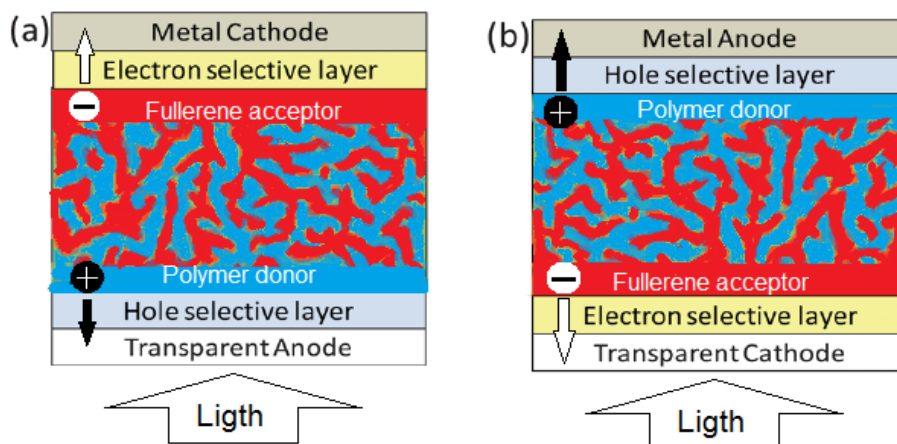 (a)
Metal Cathode
Electron selective layer
−
Fullerene acceptor
+
Polymer donor
Hole selective layer
Transparent Anode
Ligth
(b)
Metal Anode
Hole selective layer
+
Polymer donor
−
Fullerene acceptor
Electron selective layer
Transparent Cathode
Ligth